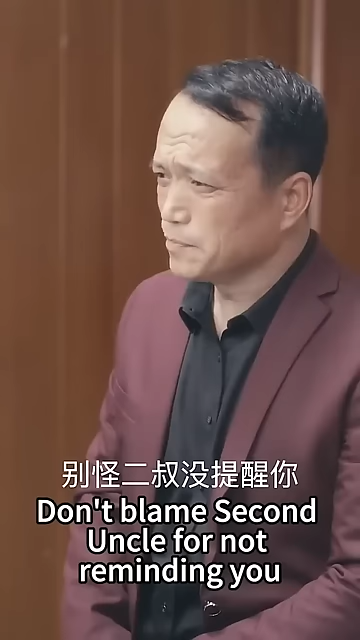 别怪二叔没提醒你
Don't blame Second
Uncle for not
reminding you